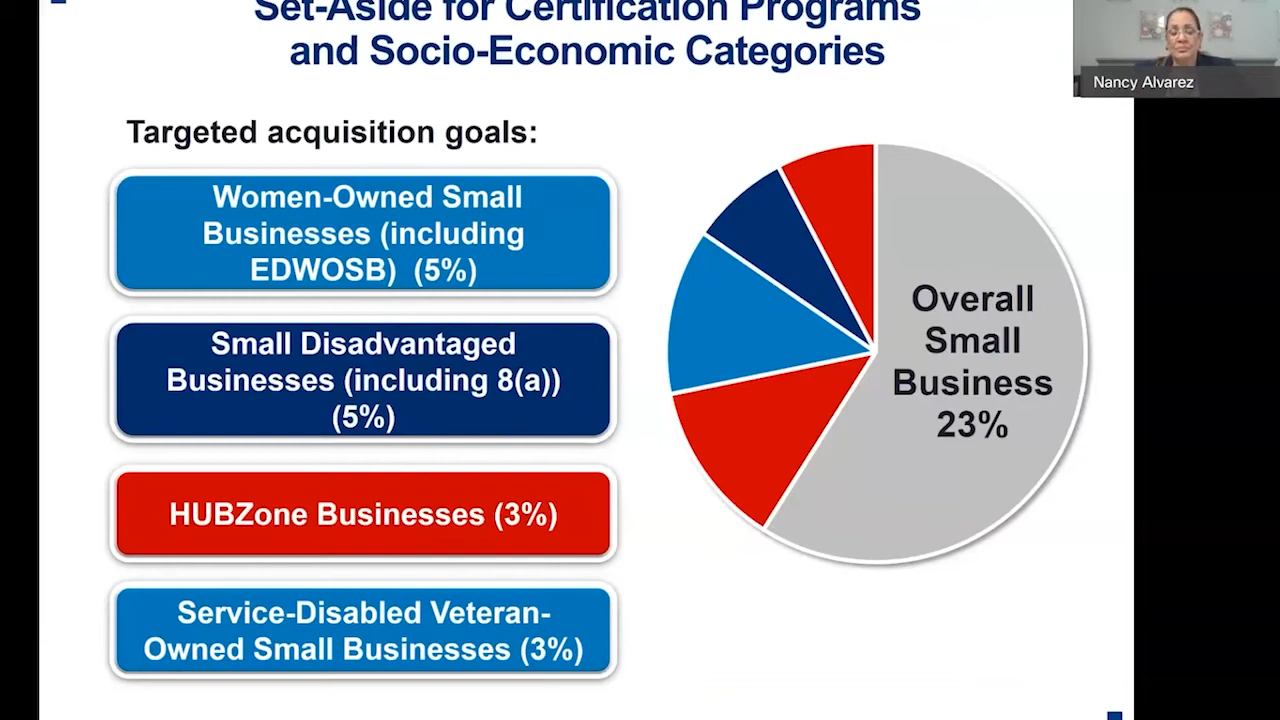 Set-Aside for Certification Programs
and Socio-Economic Categories
Nancy Alvarez
Targeted acquisition goals:
Women-Owned Small
Businesses (including
EDWOSB) (5%)
Small Disadvantaged
Businesses (including 8(a))
(5%)
HUBZone Businesses (3%)
Service-Disabled Veteran-
Owned Small Businesses (3%)
Overall
Small
Business
23%